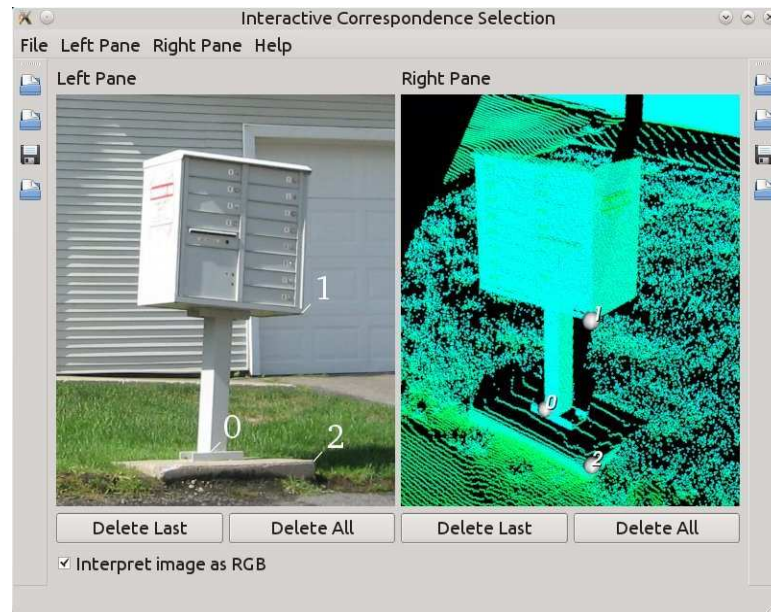 Interactive Correspondence Selection
File Left Pane Right Pane Help
Left Pane
Right Pane
1
0
2
1
0
2
Delete Last
Delete All
Delete Last
Delete All
Interpret image as RGB